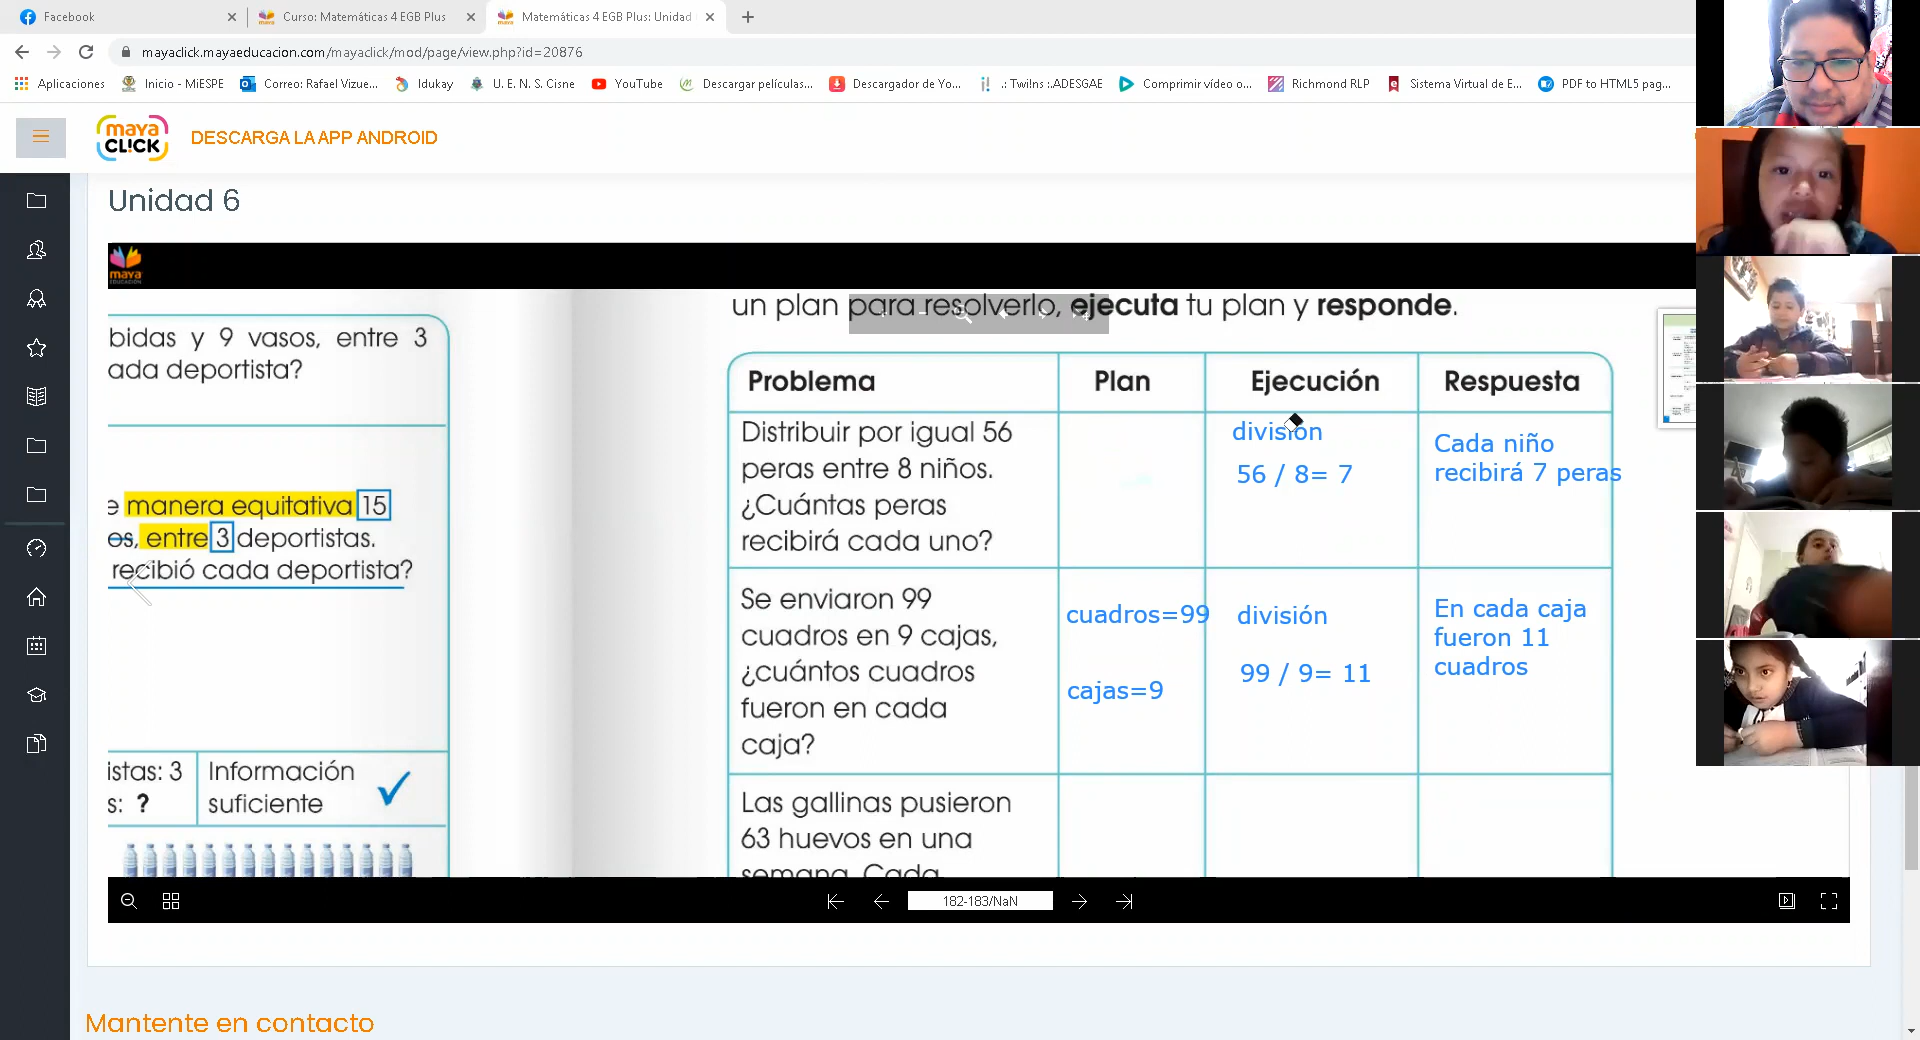 Facebook
Curso: Matemáticas 4 EGB Plus
Matemáticas 4 EGB Plus: Unidad
mayaclick.mayaeducacion.com/mayaclick/mod/page/view.php?id=20876
Aplicaciones
Inicio - MiESPE
Correo: Rafael Vizue...
Idukay
U. E. N. S. Cisne
YouTube
Descargar películas...
Descargador de Yo...
.: Twi!ns :.ADESGAE
Comprimir vídeo o...
Richmond RLP
Sistema Virtual de E...
PDF to HTML5 pag...
maya
CLICK
DESCARGA LA APP ANDROID
Unidad 6
maya
EDUCACIÓN
bidas y 9 vasos, entre 3
ada deportista?
e manera equitativa 15
os, entre 3 deportistas.
recibió cada deportista?
istas: 3
s: ?
Información
suficiente
un plan para resolverlo, ejecuta tu plan y responde.
Problema
Plan
Ejecución
Respuesta
Distribuir por igual 56
peras entre 8 niños.
¿Cuántas peras
recibirá cada uno?
división
56 / 8= 7
Cada niño
recibirá 7 peras
Se enviaron 99
cuadros en 9 cajas,
¿cuántos cuadros
fueron en cada
caja?
cuadros=99
cajas=9
división
99 / 9= 11
En cada caja
fueron 11
cuadros
Las gallinas pusieron
63 huevos en una
semana. Cada
182-183/NaN
Mantente en contacto